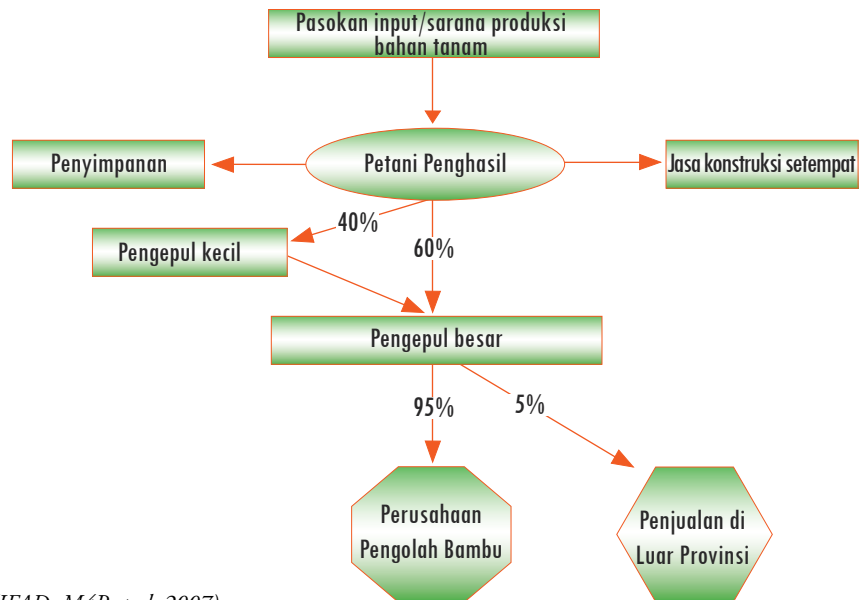 Pasokan input/sarana produksi
bahan tanam
Penyimpanan
Petani Penghasil
Jasa konstruksi setempat
40%
60%
Pengepul kecil
Pengepul besar
95%
5%
Perusahaan
Pengolah Bambu
Penjualan di
Luar Provinsi
2007)